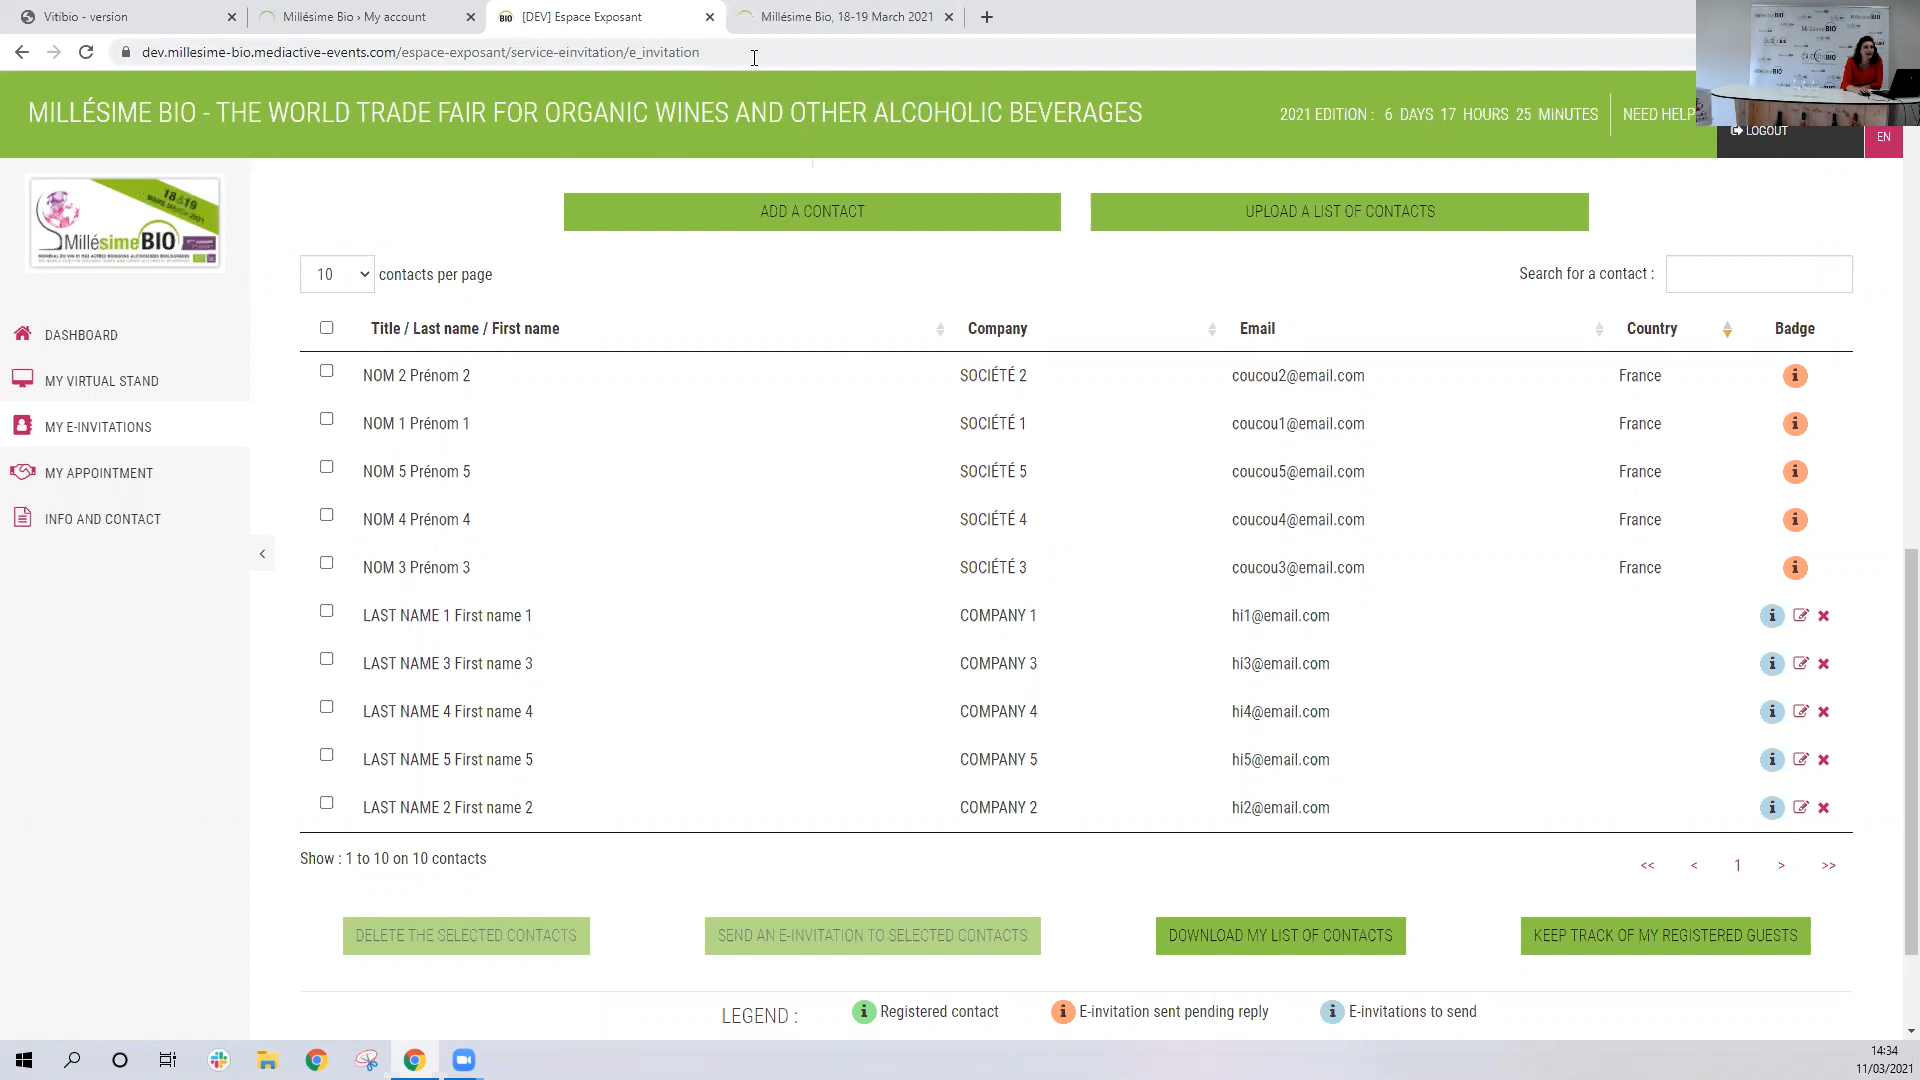 Vitibio - version
Millésime Bio › My account
[DEV] Espace Exposant
Millésime Bio, 18-19 March 2021
dev.millesime-bio.mediactive-events.com/espace-exposant/service-einvitation/e_invitation
MILLÉSIME BIO - THE WORLD TRADE FAIR FOR ORGANIC WINES AND OTHER ALCOHOLIC BEVERAGES
2021 EDITION : 6 DAYS 17 HOURS 25 MINUTES
NEED HELP
LOGOUT
EN
18&19
MillésimeBIO
DASHBOARD
MY VIRTUAL STAND
MY E-INVITATIONS
MY APPOINTMENT
INFO AND CONTACT
ADD A CONTACT
UPLOAD A LIST OF CONTACTS
10 contacts per page
Search for a contact :
Title / Last name / First name Company Email Country Badge
NOM 2 Prénom 2 SOCIÉTÉ 2 coucou2@email.com France
NOM 1 Prénom 1 SOCIÉTÉ 1 coucou1@email.com France
NOM 5 Prénom 5 SOCIÉTÉ 5 coucou5@email.com France
NOM 4 Prénom 4 SOCIÉTÉ 4 coucou4@email.com France
NOM 3 Prénom 3 SOCIÉTÉ 3 coucou3@email.com France
LAST NAME 1 First name 1 COMPANY 1 hi1@email.com
LAST NAME 3 First name 3 COMPANY 3 hi3@email.com
LAST NAME 4 First name 4 COMPANY 4 hi4@email.com
LAST NAME 5 First name 5 COMPANY 5 hi5@email.com
LAST NAME 2 First name 2 COMPANY 2 hi2@email.com
Show : 1 to 10 on 10 contacts
<< < 1 > >>
DELETE THE SELECTED CONTACTS
SEND AN E-INVITATION TO SELECTED CONTACTS
DOWNLOAD MY LIST OF CONTACTS
KEEP TRACK OF MY REGISTERED GUESTS
LEGEND :
Registered contact
E-invitation sent pending reply
E-invitations to send
14:34
11/03/2021